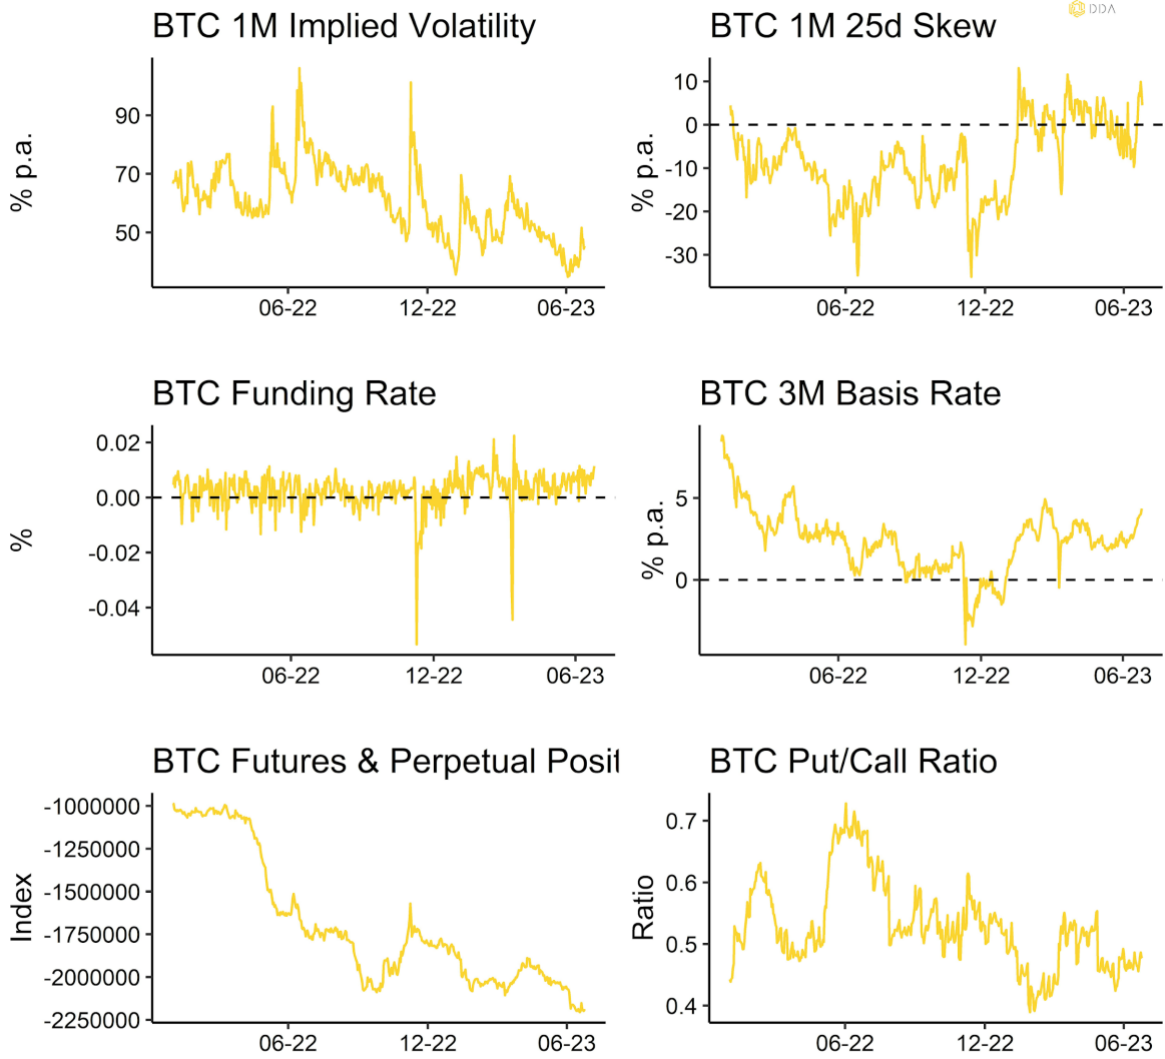 DDA
BTC 1M Implied Volatility
% p.a.
90
70
50
06-22 12-22 06-23
BTC 1M 25d Skew
% p.a.
10
0
-10
-20
-30
06-22 12-22 06-23
BTC Funding Rate
%
0.02
0.00
-0.02
-0.04
06-22 12-22 06-23
BTC 3M Basis Rate
% p.a.
5
0
06-22 12-22 06-23
BTC Futures & Perpetual Posit
Index
-1000000
-1250000
-1500000
-1750000
-2000000
-2250000
06-22 12-22 06-23
BTC Put/Call Ratio
Ratio
0.7
0.6
0.5
0.4
06-22 12-22 06-23